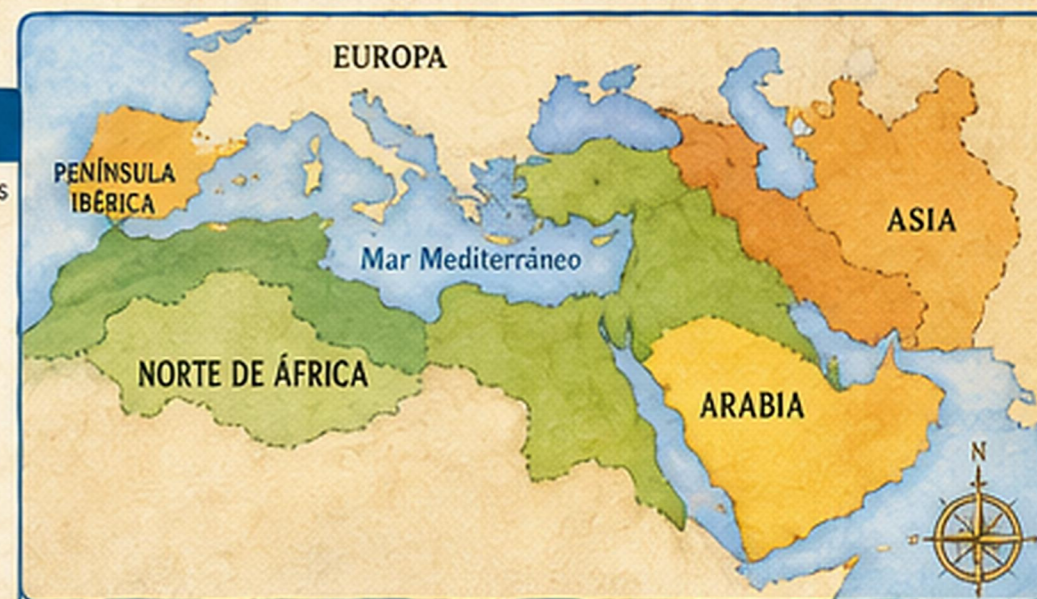 EUROPA
PENÍNSULA
IBÉRICA
s
ASIA
Mar Mediterráneo
NORTE DE ÁFRICA
ARABIA
N